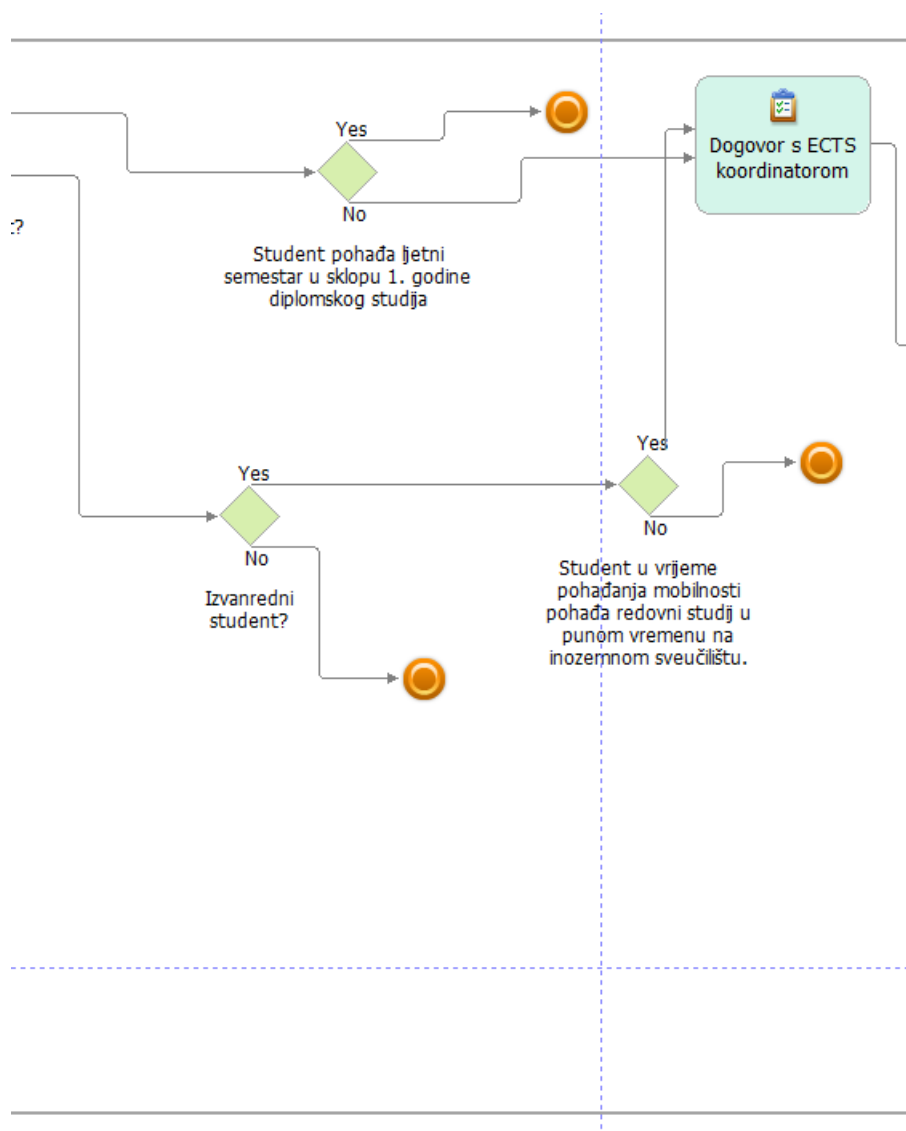 Yes
No
Student pohađa ljetni
semestar u sklopu 1. godine
diplomskog studija
Dogovor s ECTS
koordinatorom
t?
Yes
No
Izvanredni
student?
Yes
No
Student u vrijeme
pohađanja mobilnosti
pohađa redovni studij u
punom vremenu na
inozemnom sveučilištu.